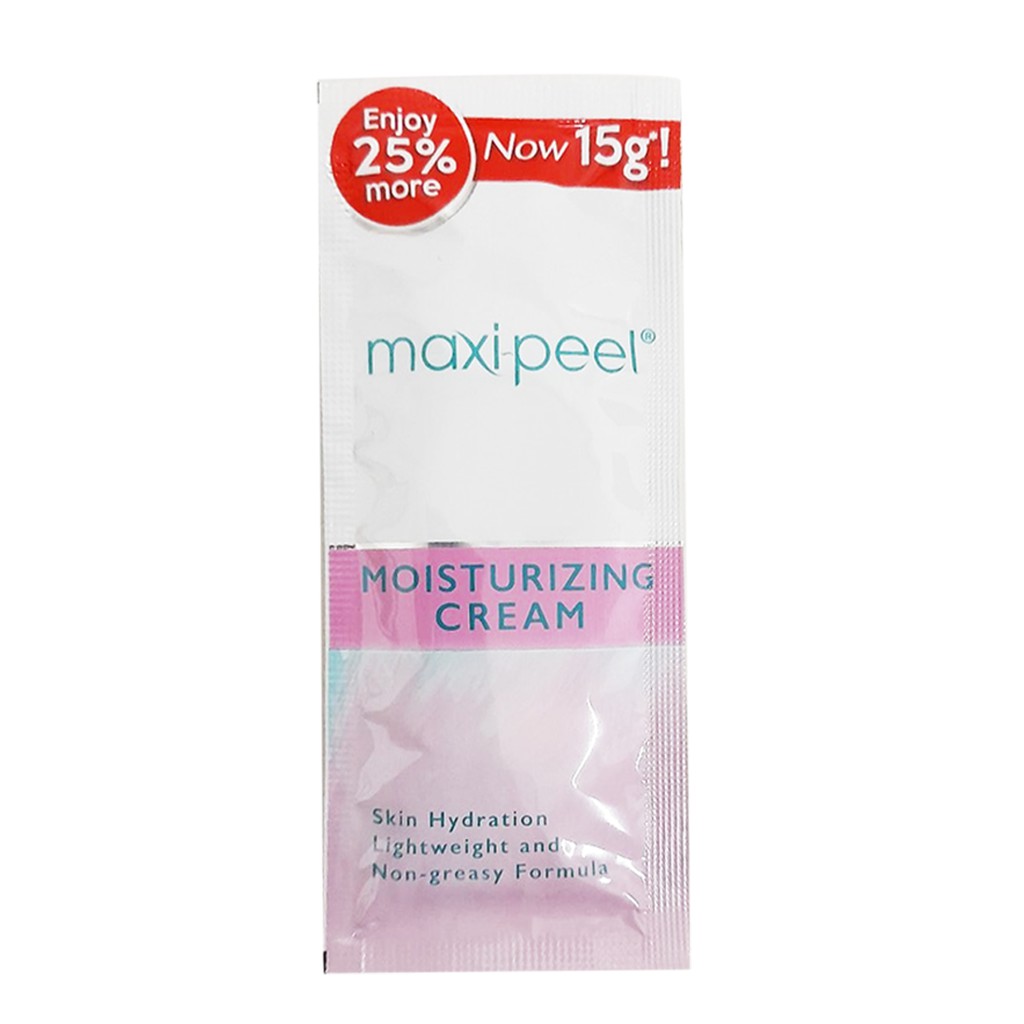 Enjoy
25%
more
Now 15g*!
maxi-peel®
MOISTURIZING
CREAM
Skin Hydration
Lightweight and
Non-greasy Formula